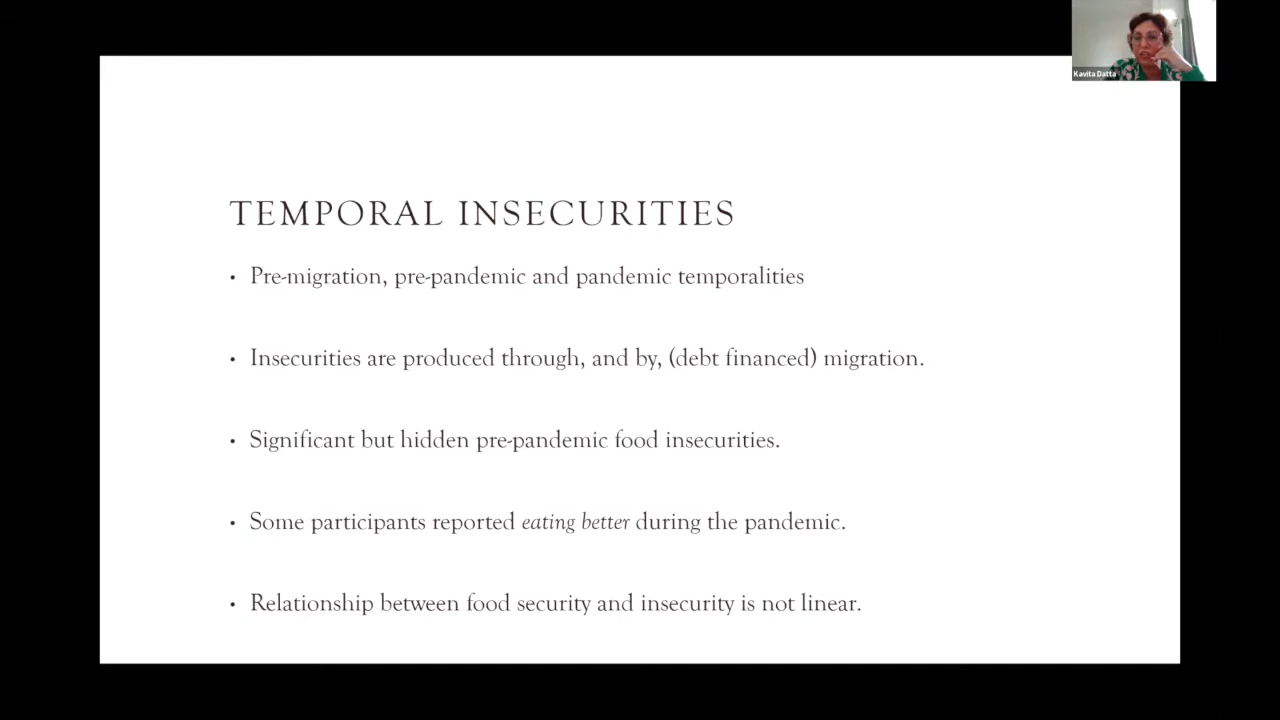 Kavita Datta
TEMPORAL INSECURITIES
• Pre-migration, pre-pandemic and pandemic temporalities
• Insecurities are produced through, and by, (debt financed) migration.
• Significant but hidden pre-pandemic food insecurities.
• Some participants reported eating better during the pandemic.
• Relationship between food security and insecurity is not linear.